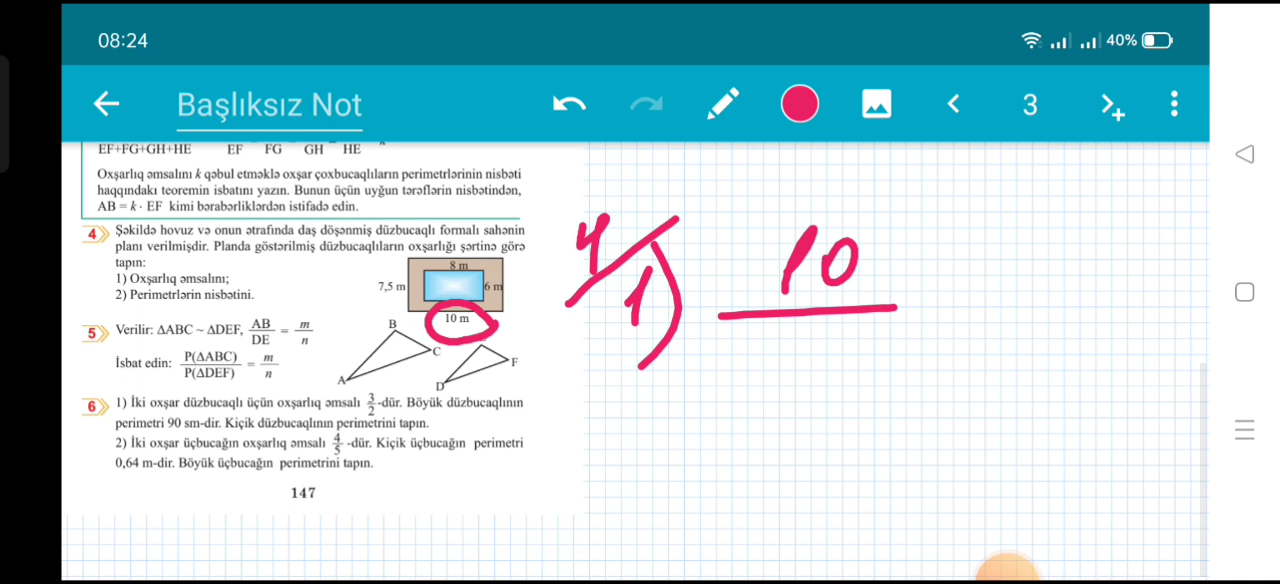 08:24
40%
Başlıksız Not
3
EF+FG+GH+HE EF FG GH HE
Oxşarlıq əmsalını k qəbul etməklə oxşar çoxbucaqlıların perimetrlərinin nisbəti
haqqındakı teoremin isbatını yazın. Bunun üçün uyğun tərəflərin nisbətindən,
AB = k · EF kimi bərabərliklərdən istifadə edin.
4 Şəkildə hovuz və onun ətrafında daş döşənmiş düzbucaqlı formalı sahənin
planı verilmişdir. Planda göstərilmiş düzbucaqlıların oxşarlığı şərtinə görə
tapın:
1) Oxşarlıq əmsalını;
2) Perimetrlərin nisbətini.
8 m
7,5 m
6 m
10 m
5 Verilir: ΔABC ~ ΔDEF, AB/DE = m/n
İsbat edin: P(ΔABC)/P(ΔDEF) = m/n
B
C
A
F
D
6 1) İki oxşar düzbucaqlı üçün oxşarlıq əmsalı 3/2-dür. Böyük düzbucaqlının
perimetri 90 sm-dir. Kiçik düzbucaqlının perimetrini tapın.
2) İki oxşar üçbucağın oxşarlıq əmsalı 4/5 -dür. Kiçik üçbucağın perimetri
0,64 m-dir. Böyük üçbucağın perimetrini tapın.
147
4/1) 10